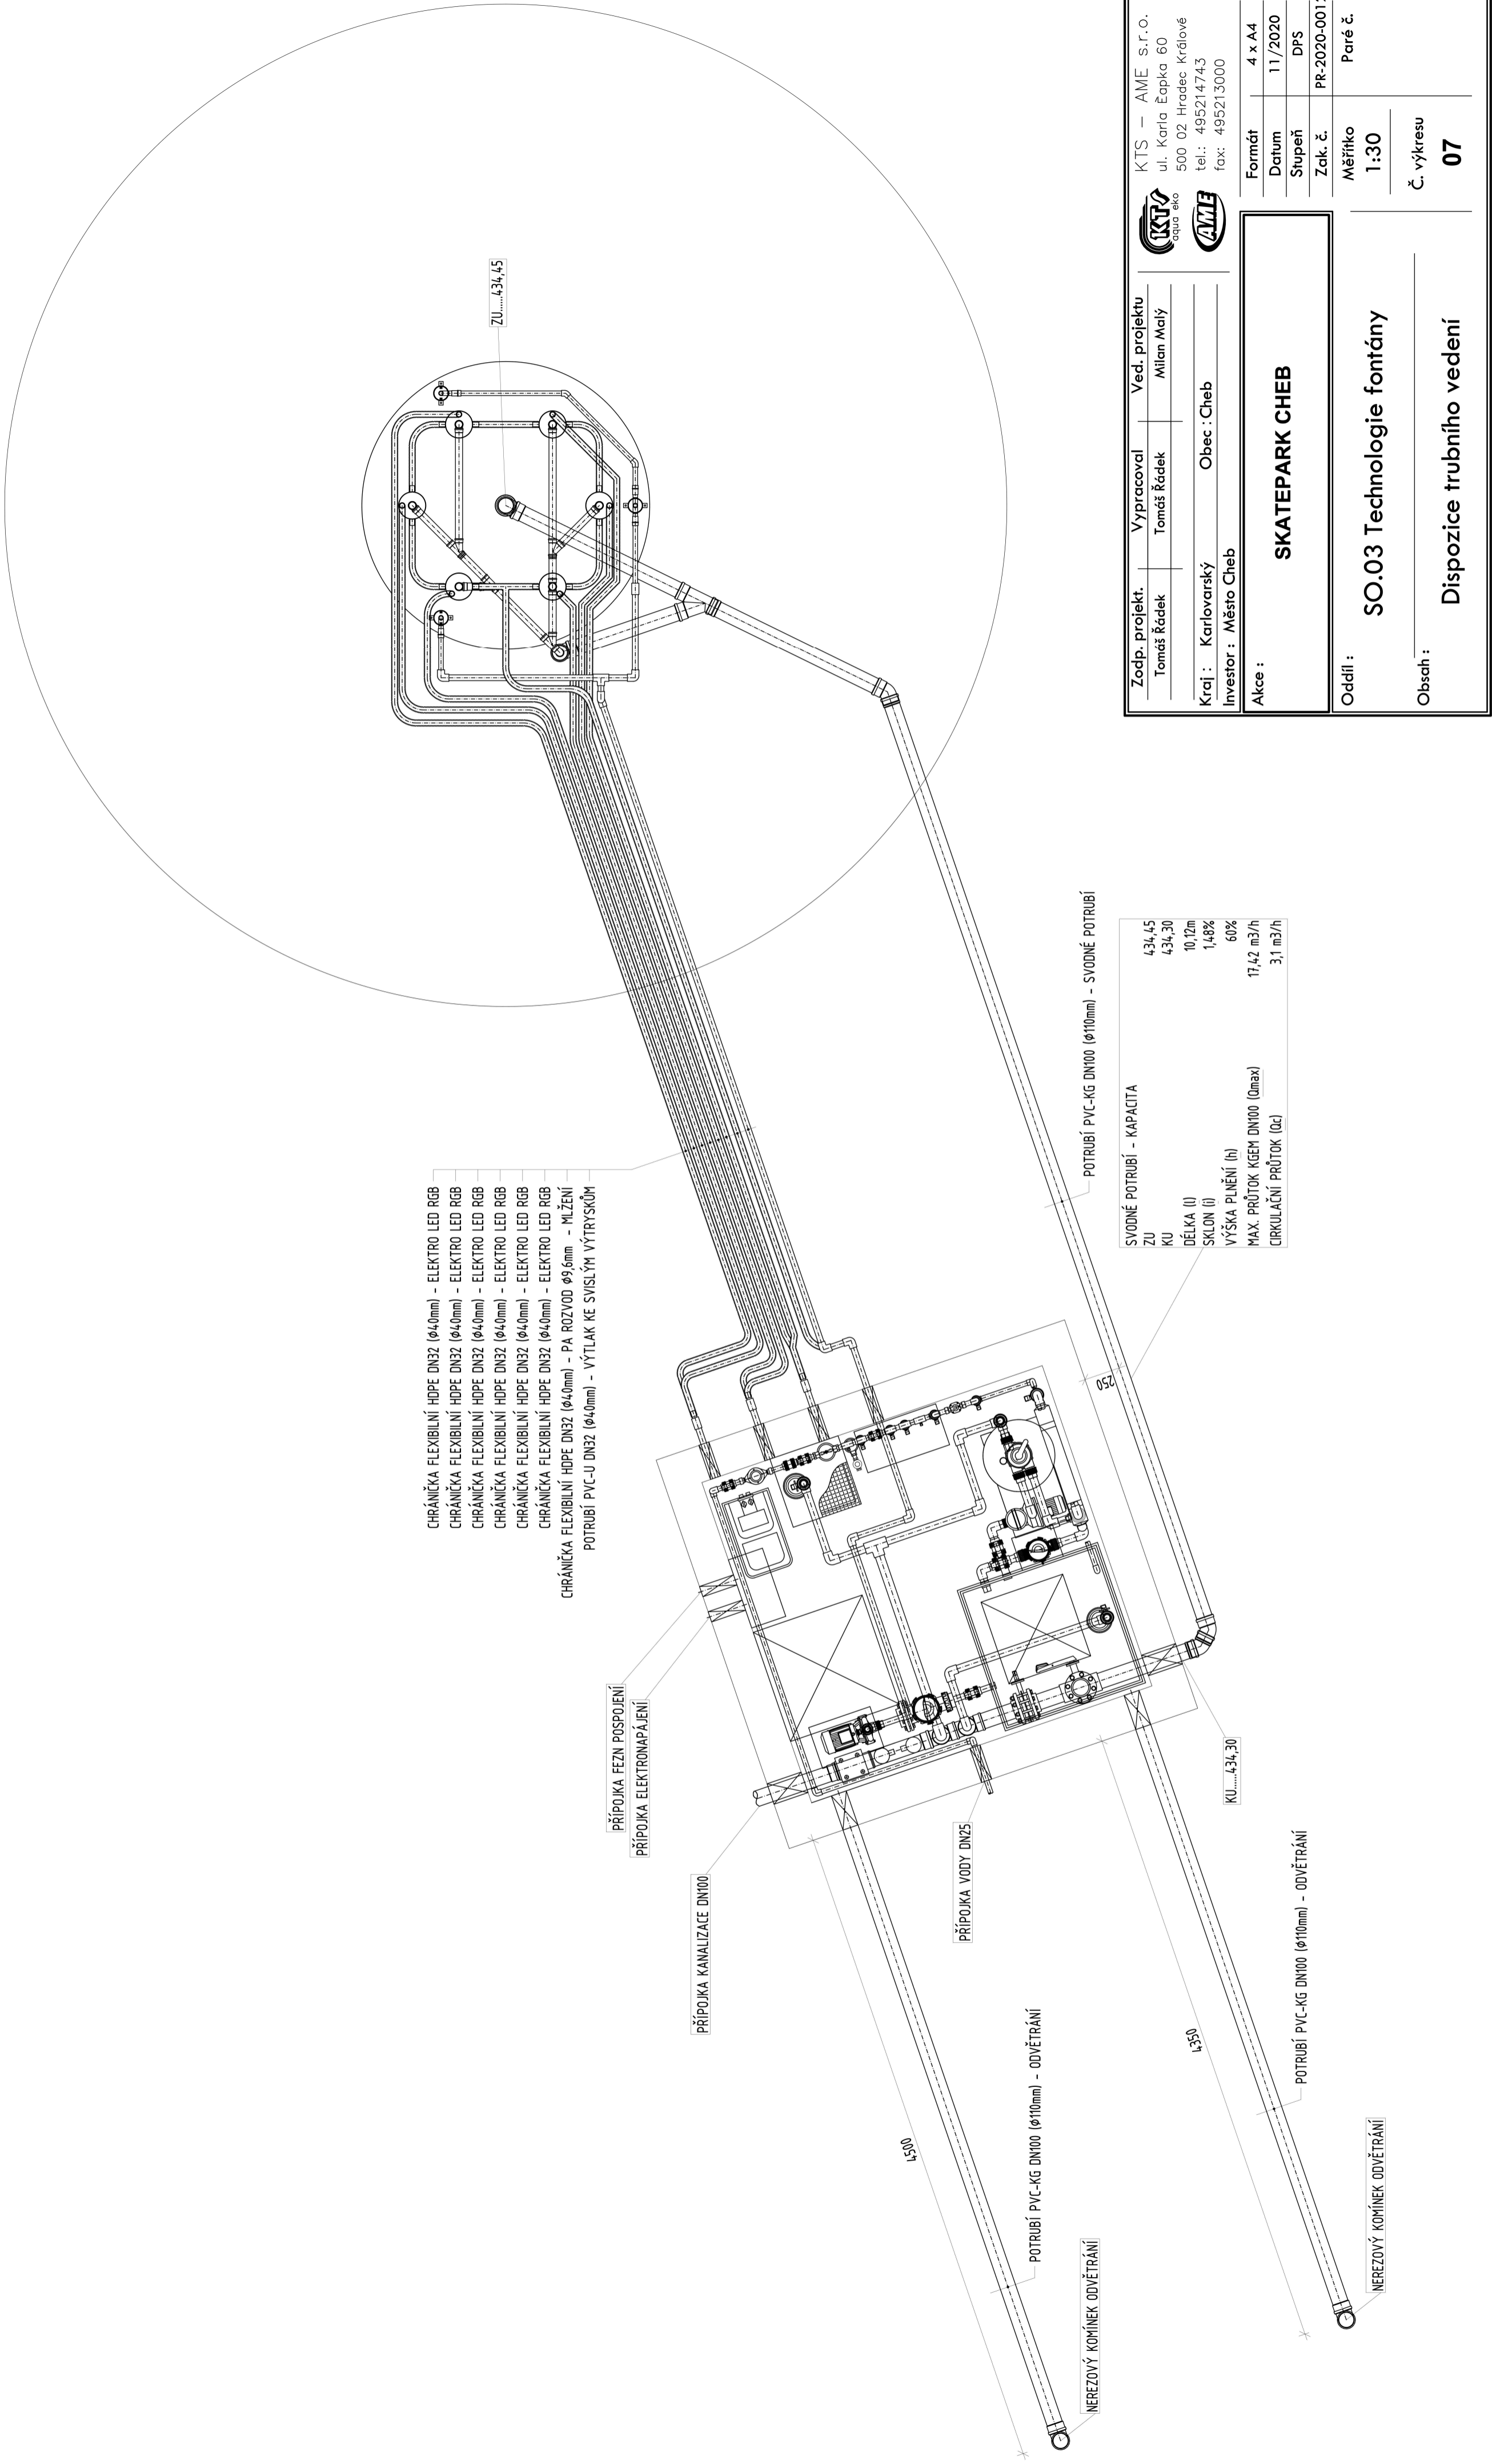 CHRÁNIČKA FLEXIBILNÍ HDPE DN32 (ø40mm) - ELEKTRO LED RGB
CHRÁNIČKA FLEXIBILNÍ HDPE DN32 (ø40mm) - ELEKTRO LED RGB
CHRÁNIČKA FLEXIBILNÍ HDPE DN32 (ø40mm) - ELEKTRO LED RGB
CHRÁNIČKA FLEXIBILNÍ HDPE DN32 (ø40mm) - ELEKTRO LED RGB
CHRÁNIČKA FLEXIBILNÍ HDPE DN32 (ø40mm) - ELEKTRO LED RGB
CHRÁNIČKA FLEXIBILNÍ HDPE DN32 (ø40mm) - ELEKTRO LED RGB
CHRÁNIČKA FLEXIBILNÍ HDPE DN32 (ø40mm) - PA ROZVOD ø9,6mm - MLŽENÍ
POTRUBÍ PVC-U DN32 (ø40mm) - VÝTLAK KE SVISLÝM VÝTRYSKŮM
ZU.....434,45
PŘÍPOJKA FEZN POSPOJENÍ
PŘÍPOJKA ELEKTRONAPÁJENÍ
PŘÍPOJKA KANALIZACE DN100
PŘÍPOJKA VODY DN25
250
KU.....434,30
4500
POTRUBÍ PVC-KG DN100 (ø110mm) - ODVĚTRÁNÍ
NEREZOVÝ KOMÍNEK ODVĚTRÁNÍ
4350
POTRUBÍ PVC-KG DN100 (ø110mm) - ODVĚTRÁNÍ
NEREZOVÝ KOMÍNEK ODVĚTRÁNÍ
POTRUBÍ PVC-KG DN100 (ø110mm) - SVODNÉ POTRUBÍ
SVODNÉ POTRUBÍ - KAPACITA
ZU 434,45
KU 434,30
DÉLKA (l) 10,12m
SKLON (i) 1,48%
VÝŠKA PLNĚNÍ (h) 60%
MAX. PRŮTOK KGEM DN100 (Qmax) 17,42 m3/h
CIRKULAČNÍ PRŮTOK (Qc) 3,1 m3/h
Zodp. projekt. Vypracoval Ved. projektu
Tomáš Řádek Tomáš Řádek Milan Malý
Kraj : Karlovarský Obec : Cheb
Investor : Město Cheb
KTS
aqua eko
AME
KTS - AME s.r.o.
ul. Karla Èapka 60
500 02 Hradec Králové
tel.: 495214743
fax: 495213000
Akce :
SKATEPARK CHEB
Formát 4 x A4
Datum 11/2020
Stupeň DPS
Zak. č.
Oddíl :
SO.03 Technologie fontány
Měřítko
1:30
Paré č.
Obsah :
Dispozice trubního vedení
Č. výkresu
07